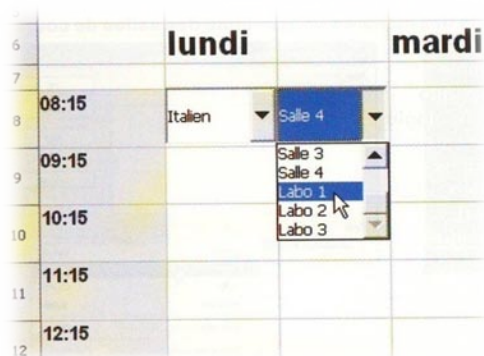 6 lundi mardi
7
8 08:15 Italien Salle 4
Salle 3
Salle 4
9 09:15 Labo 1
Labo 2
10 10:15 Labo 3
11 11:15
12 12:15